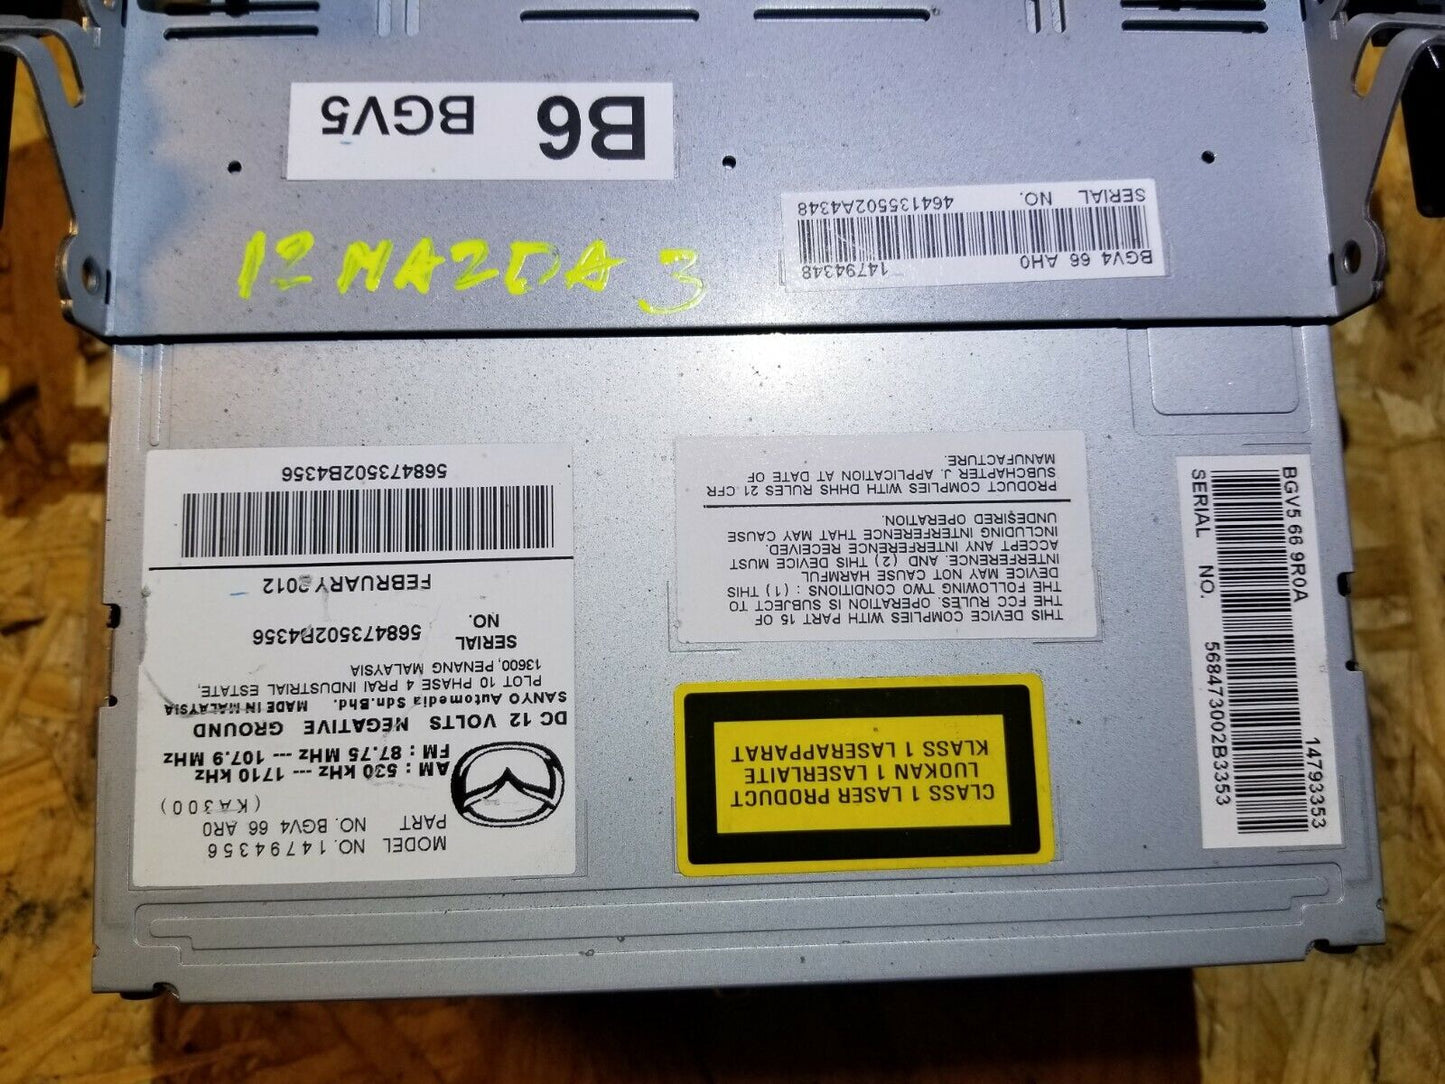 B6 BGV5
SERIAL NO. 464135502A4348
BGV4 66 AH0 14794348
12 MAZDA 3
MODEL NO. 14794356
PART NO. BGV4 66 AR0
(KA300)
AM : 530 kHz --- 1710 kHz
FM : 87.75 MHz --- 107.9 MHz
DC 12 VOLTS NEGATIVE GROUND
SANYO Automedia Sdn.Bhd. MADE IN MALAYSIA
PLOT 10 PHASE 4 PRAI INDUSTRIAL ESTATE,
13600, PENANG MALAYSIA
SERIAL NO. 568473502B4356
FEBRUARY 2012
568473502B4356
THIS DEVICE COMPLIES WITH PART 15 OF
THE FCC RULES. OPERATION IS SUBJECT TO
THE FOLLOWING TWO CONDITIONS : (1) THIS
DEVICE MAY NOT CAUSE HARMFUL
INTERFERENCE. AND (2) THIS DEVICE MUST
ACCEPT ANY INTERFERENCE RECEIVED.
INCLUDING INTERFERENCE THAT MAY CAUSE
UNDESIRED OPERATION.
PRODUCT COMPLIES WITH DHHS RULES 21 CFR
SUBCHAPTER J. APPLICATION AT DATE OF
MANUFACTURE.
CLASS 1 LASER PRODUCT
LUOKAN 1 LASERLAITE
KLASS 1 LASERAPPARAT
BGV5 66 9R0A 14793353
SERIAL NO. 568473002B3353